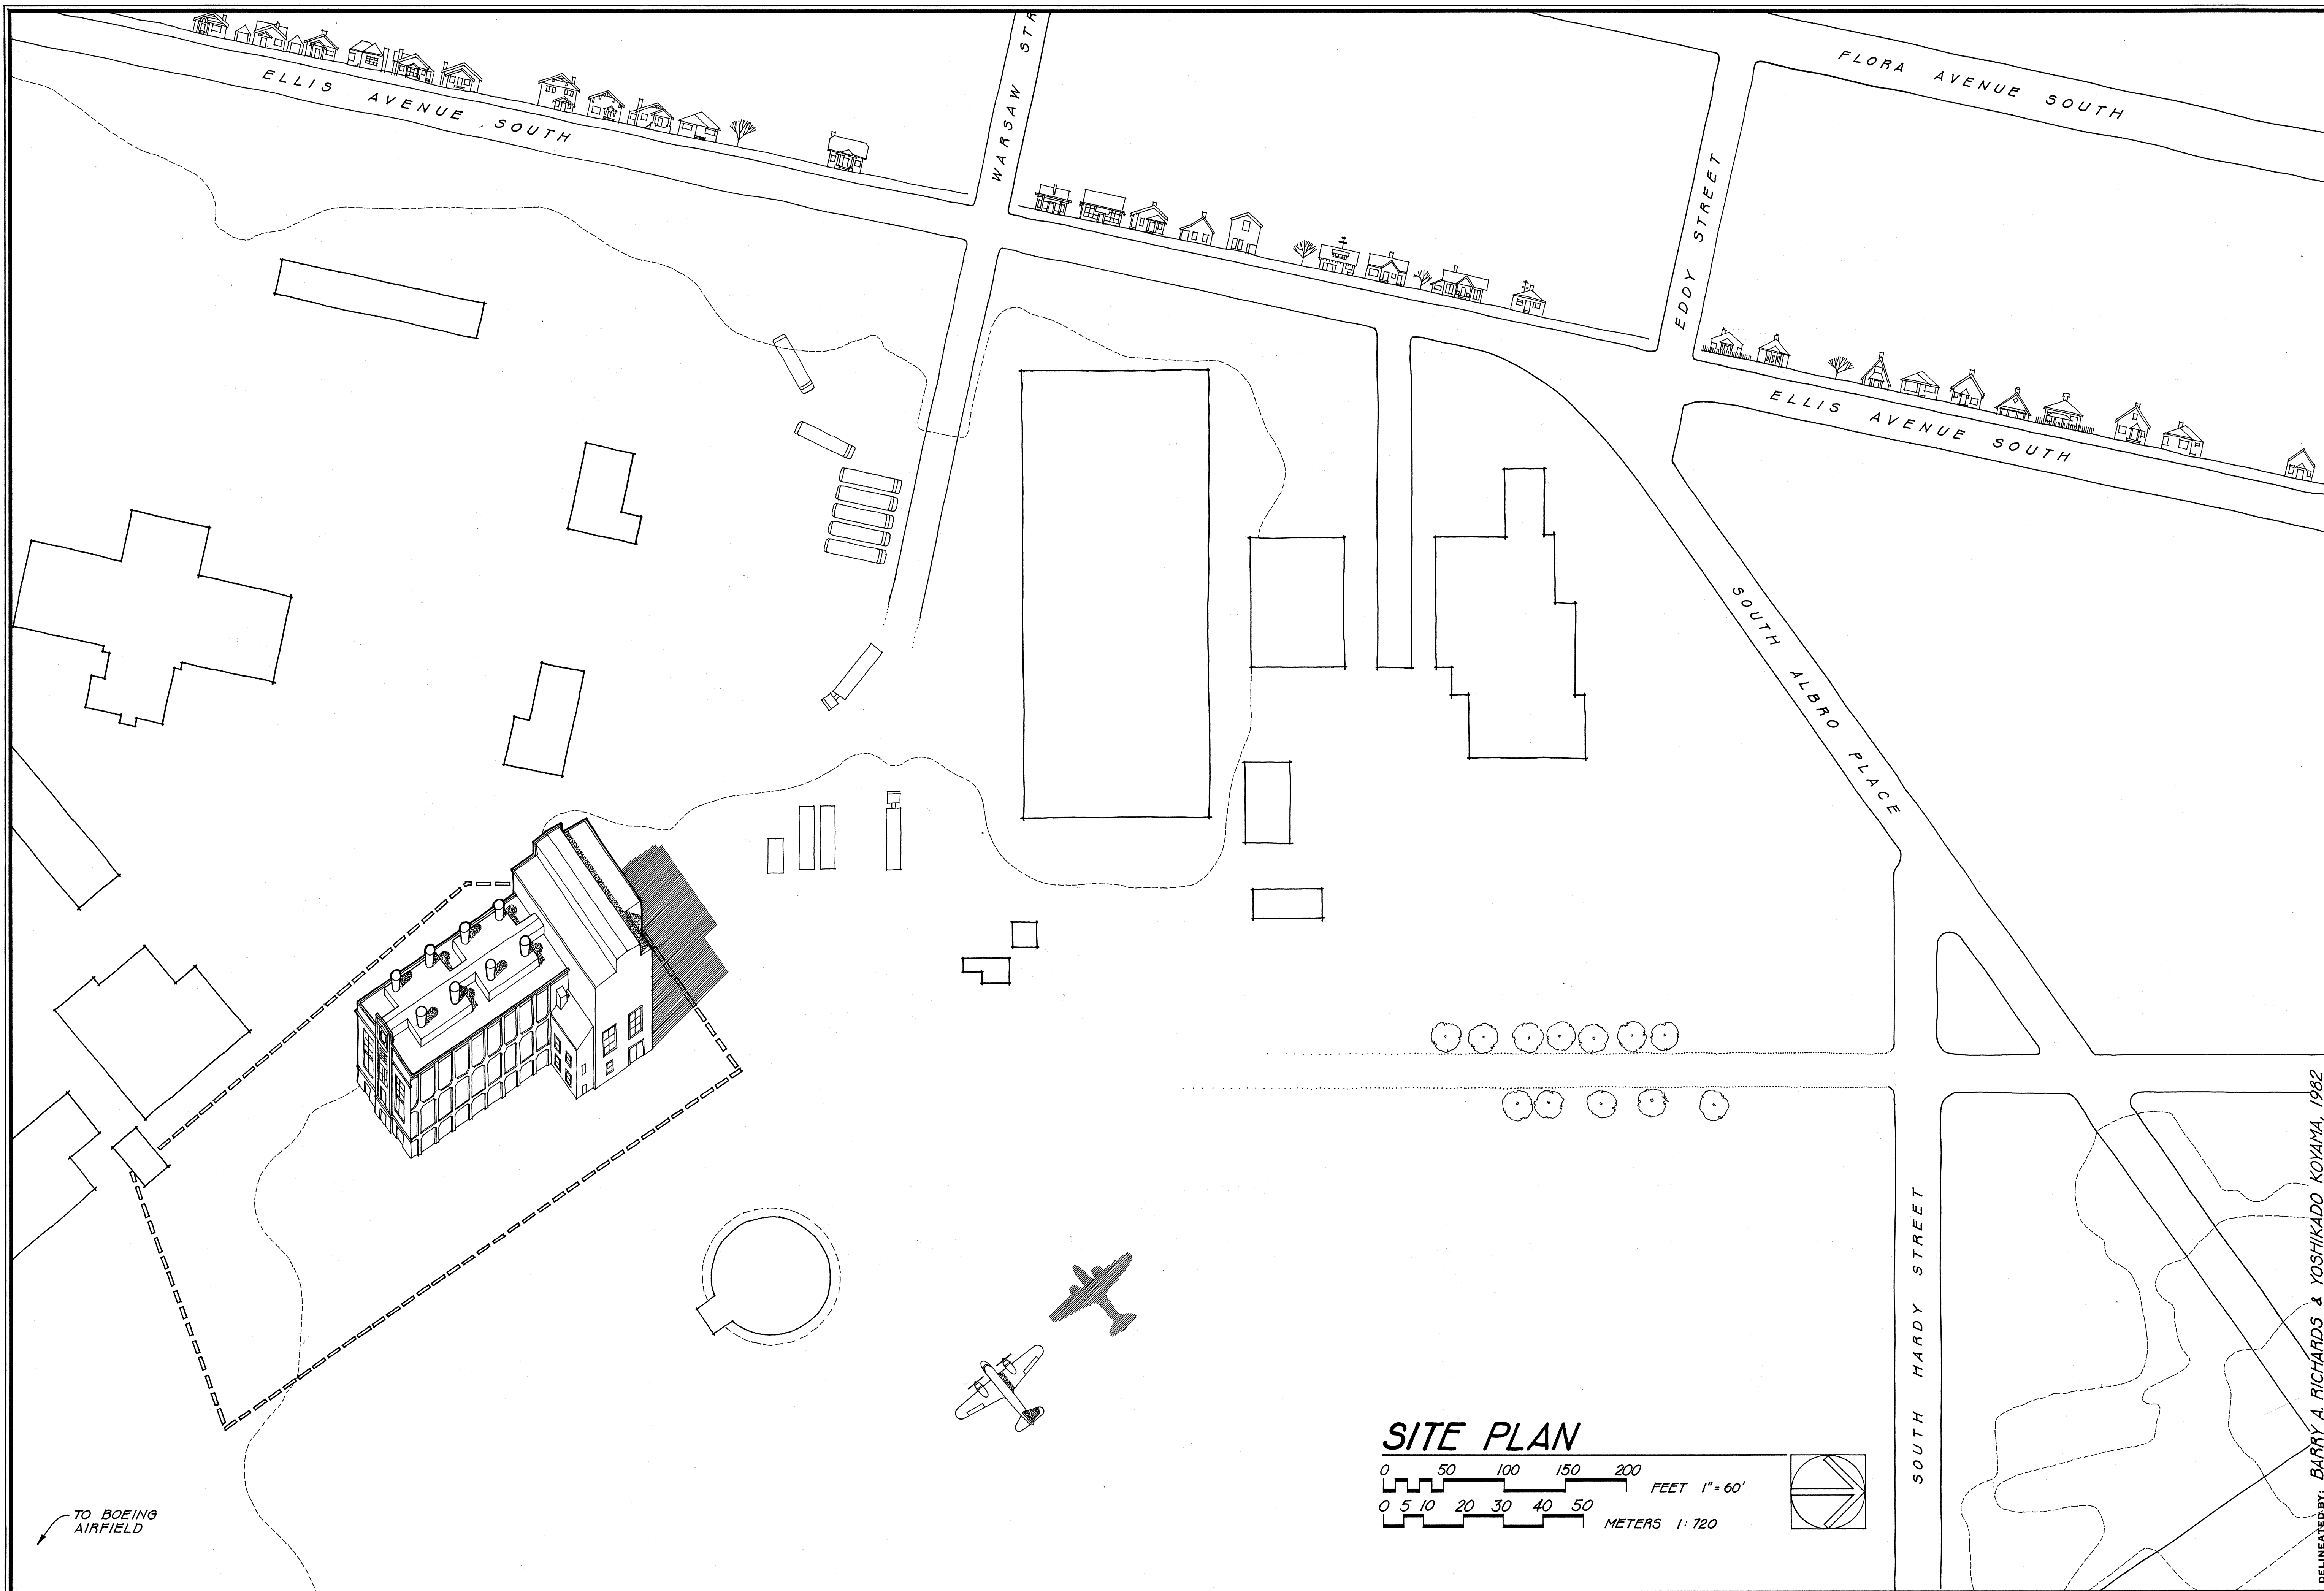 FLORA AVENUE SOUTH
ELLIS AVENUE SOUTH
WARSAW STR
EDDY STREET
ELLIS AVENUE SOUTH
SOUTH ALBRO PLACE
SOUTH HARDY STREET
SITE PLAN
0 50 100 150 200
FEET 1"=60'
0 5 10 20 30 40 50
METERS 1:720
TO BOEING
AIRFIELD
DELINEATED BY: BARRY A. RICHARDS & YOSHIKADO KOYAMA, 1982